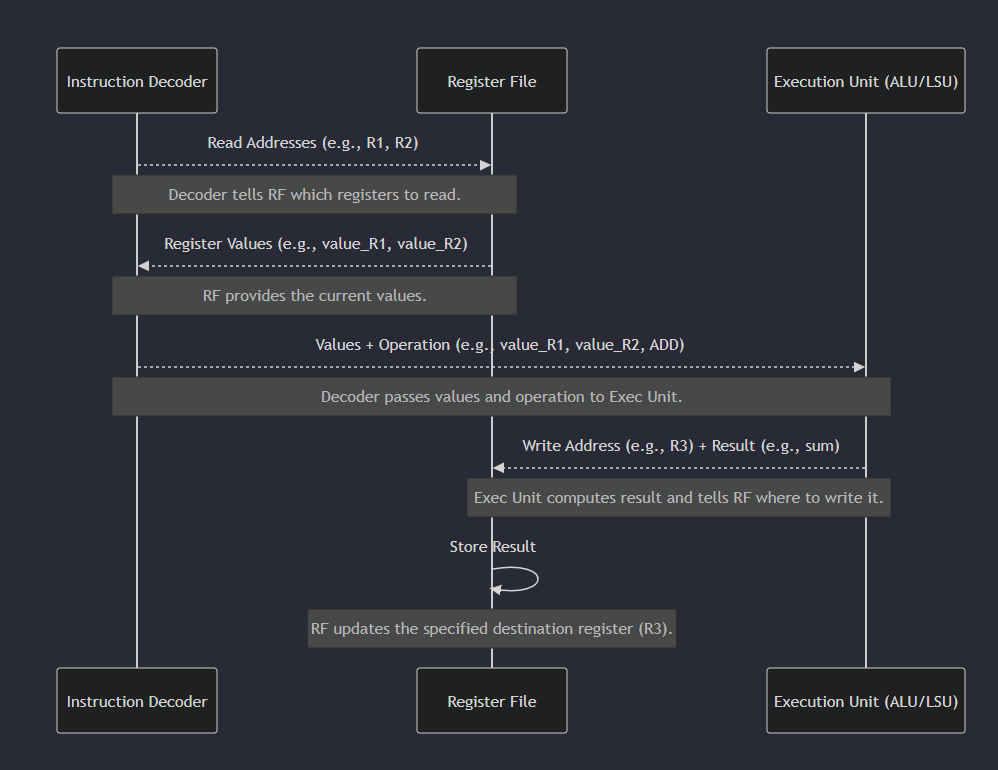 Instruction Decoder
Register File
Execution Unit (ALU/LSU)
Read Addresses (e.g., R1, R2)
Decoder tells RF which registers to read.
Register Values (e.g., value_R1, value_R2)
RF provides the current values.
Values + Operation (e.g., value_R1, value_R2, ADD)
Decoder passes values and operation to Exec Unit.
Write Address (e.g., R3) + Result (e.g., sum)
Exec Unit computes result and tells RF where to write it.
Store Result
RF updates the specified destination register (R3).
Instruction Decoder
Register File
Execution Unit (ALU/LSU)